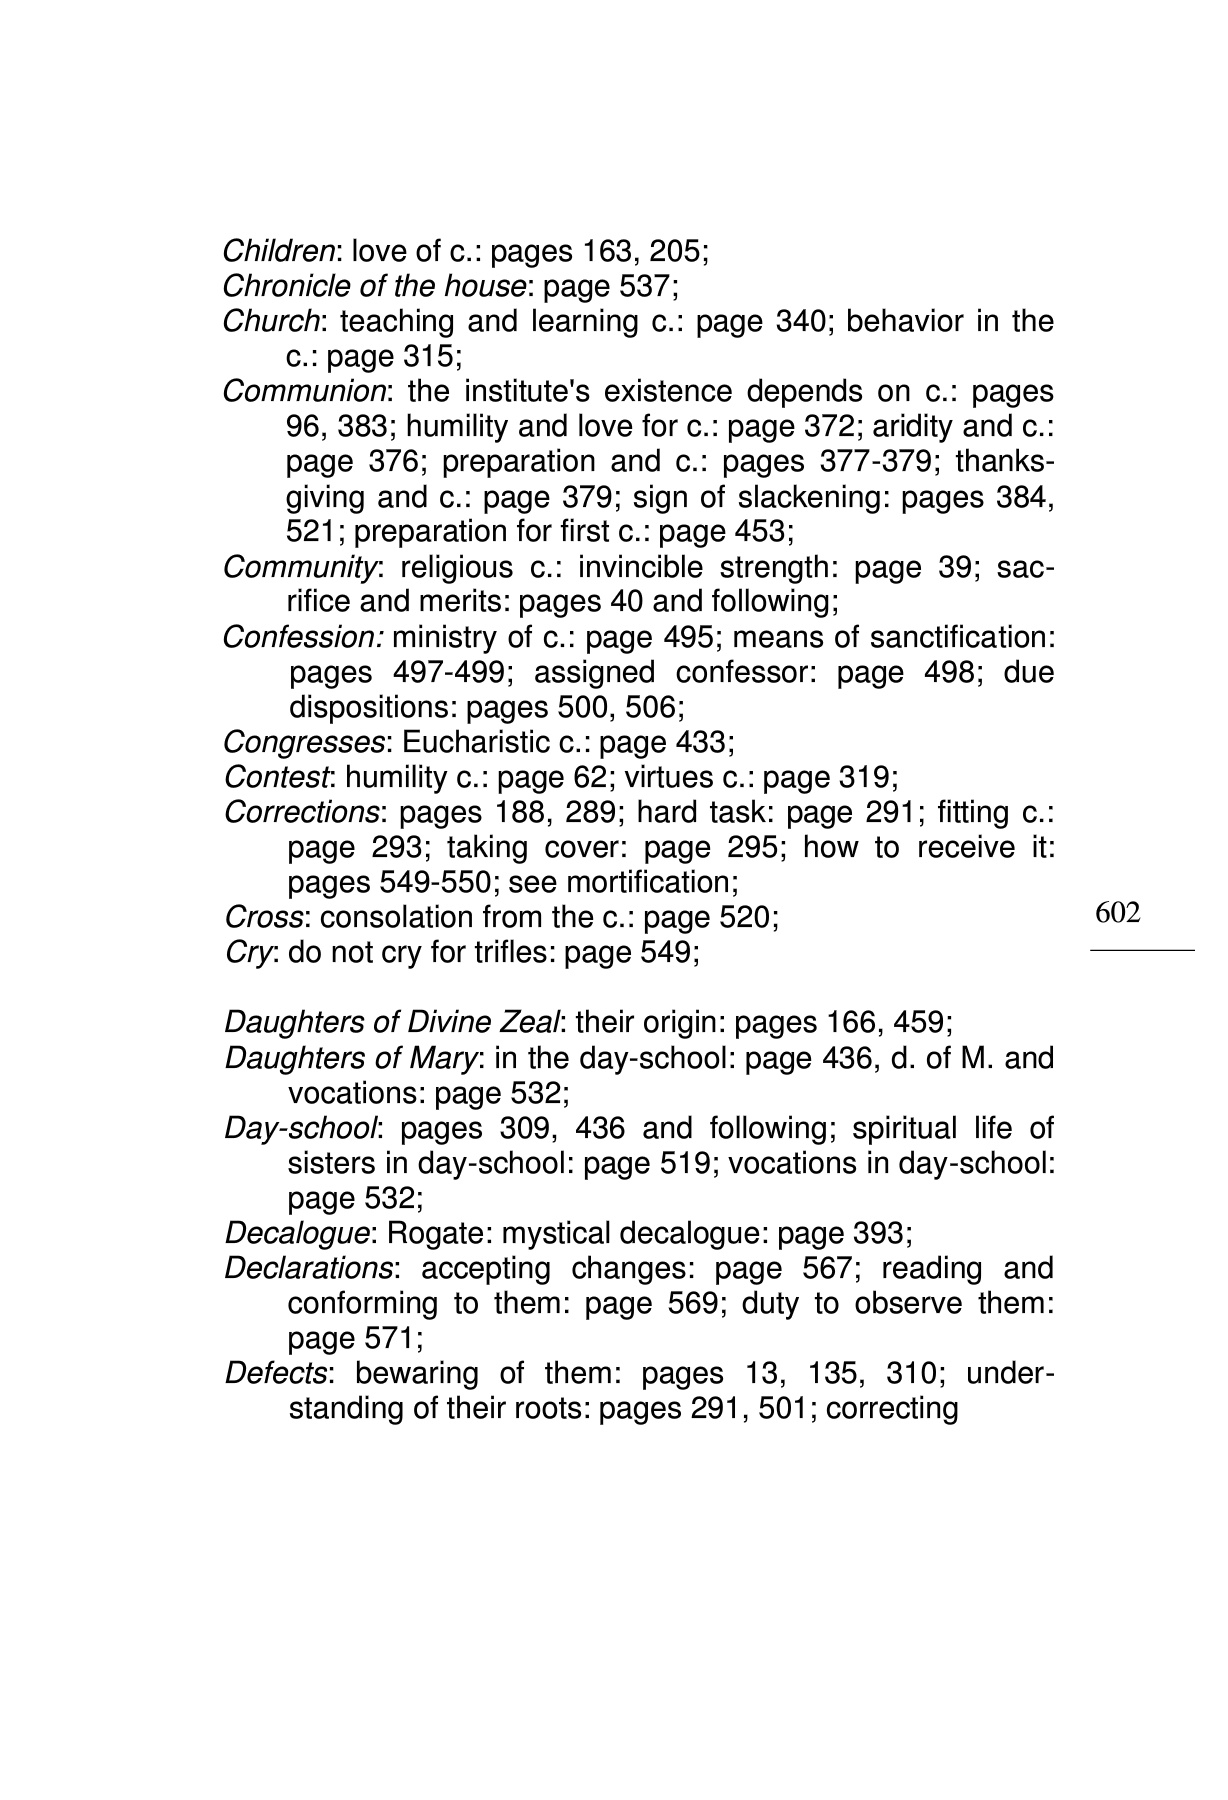 Children: love of c.: pages 163, 205;
Chronicle of the house: page 537;
Church: teaching and learning c.: page 340; behavior in the
c.: page 315;
Communion: the institute's existence depends on c.: pages
96, 383; humility and love for c.: page 372; aridity and c.:
page 376; preparation and c.: pages 377-379; thanks-
giving and c.: page 379; sign of slackening: pages 384,
521; preparation for first c.: page 453;
Community: religious c.: invincible strength: page 39; sac-
rifice and merits: pages 40 and following;
Confession: ministry of c.: page 495; means of sanctification:
pages 497-499; assigned confessor: page 498; due
dispositions: pages 500, 506;
Congresses: Eucharistic c.: page 433;
Contest: humility c.: page 62; virtues c.: page 319;
Corrections: pages 188, 289; hard task: page 291; fitting c.:
page 293; taking cover: page 295; how to receive it:
pages 549-550; see mortification;
Cross: consolation from the c.: page 520;
602
Cry: do not cry for trifles: page 549;
Daughters of Divine Zeal: their origin: pages 166, 459;
Daughters of Mary: in the day-school: page 436, d. of M. and
vocations: page 532;
Day-school: pages 309, 436 and following; spiritual life of
sisters in day-school: page 519; vocations in day-school:
page 532;
Decalogue: Rogate: mystical decalogue: page 393;
Declarations: accepting changes: page 567; reading and
conforming to them: page 569; duty to observe them:
page 571;
Defects: bewaring of them: pages 13, 135, 310; under-
standing of their roots: pages 291, 501; correcting